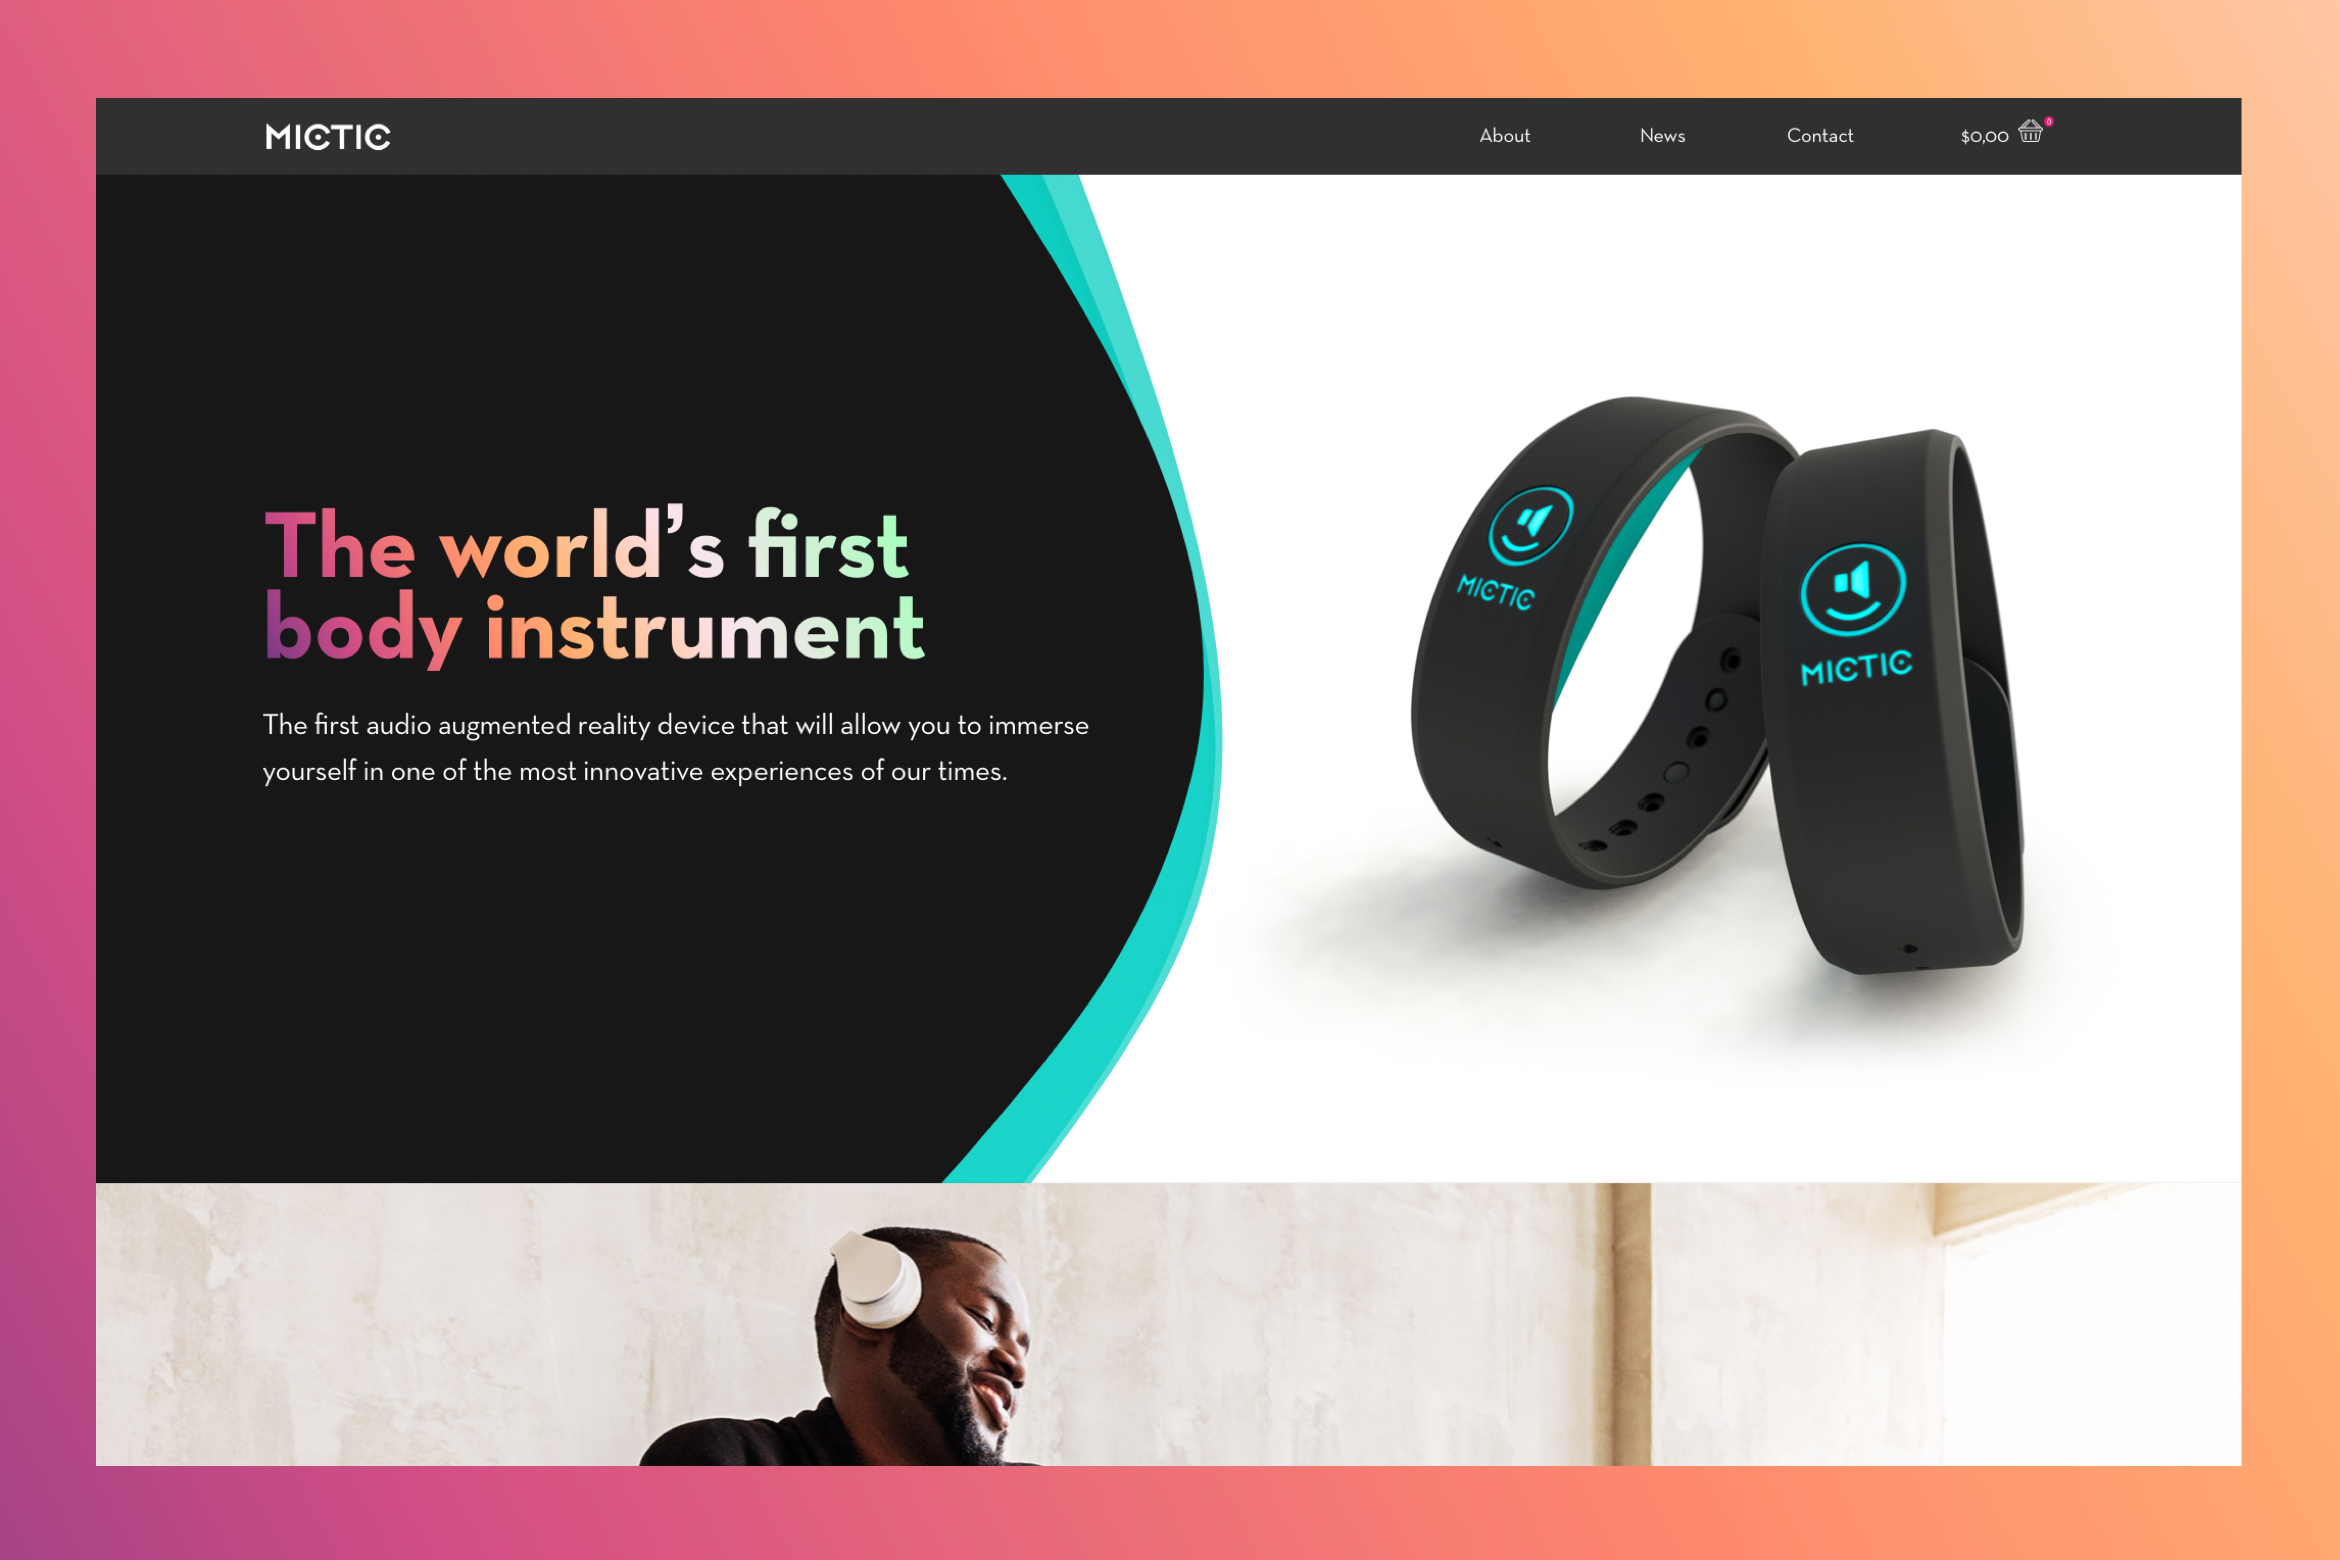 MICTIC
About
News
Contact
$0,00
0
The world’s first
body instrument
The first audio augmented reality device that will allow you to immerse
yourself in one of the most innovative experiences of our times.
MICTIC
MICTIC